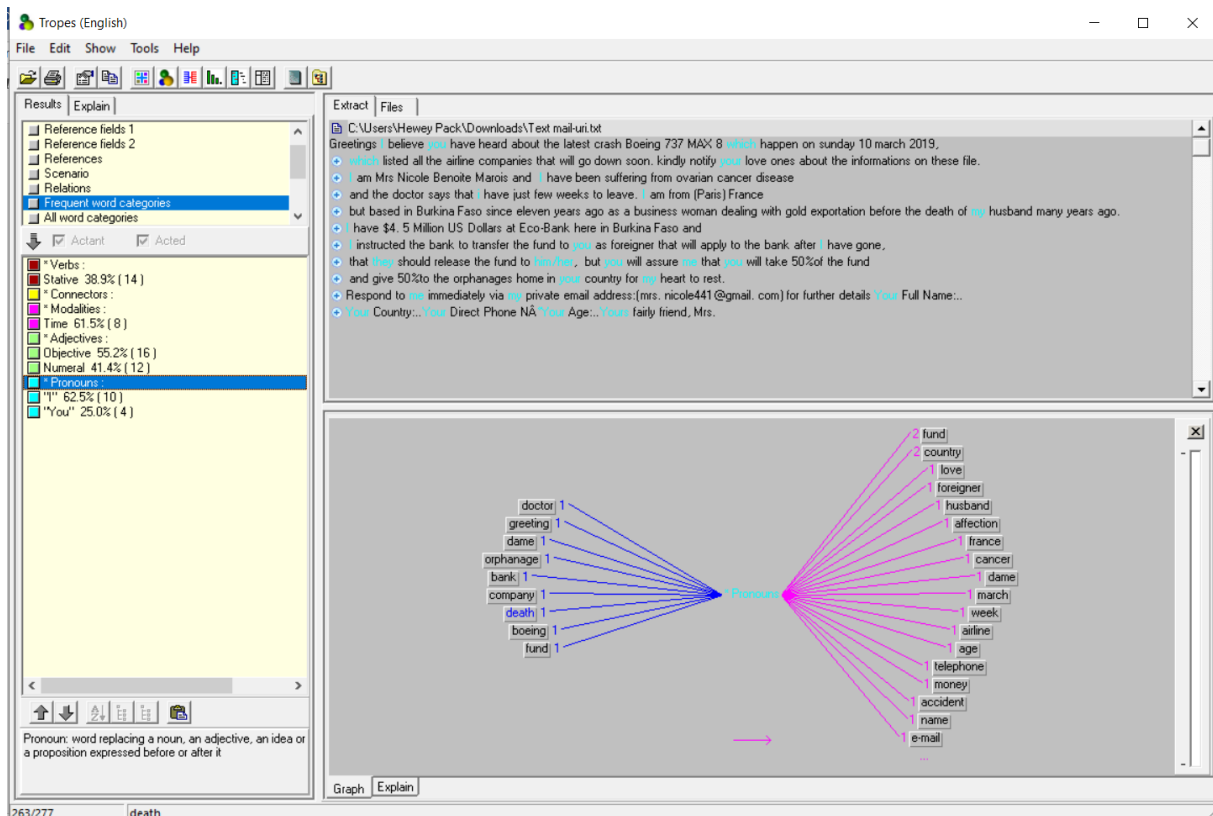 Tropes (English)
File Edit Show Tools Help
Results Explain
Reference fields 1
Reference fields 2
References
Scenario
Relations
Frequent word categories
All word categories
Actant Acted
* Verbs :
Stative 38.9% ( 14 )
* Connectors :
* Modalities :
Time 61.5% ( 8 )
* Adjectives :
Objective 55.2% ( 16 )
Numeral 41.4% ( 12 )
* Pronouns :
"I" 62.5% ( 10 )
"You" 25.0% ( 4 )
Pronoun: word replacing a noun, an adjective, an idea or
a proposition expressed before or after it
263/277 death
Extract Files
C:\Users\Hewey Pack\Downloads\Text mail-uri.txt
Greetings I believe you have heard about the latest crash Boeing 737 MAX 8 which happen on sunday 10 march 2019,
which listed all the airline companies that will go down soon. kindly notify your love ones about the informations on these file.
I am Mrs Nicole Benoite Marois and I have been suffering from ovarian cancer disease
and the doctor says that i have just few weeks to leave. I am from (Paris) France
but based in Burkina Faso since eleven years ago as a business woman dealing with gold exportation before the death of my husband many years ago.
I have $4. 5 Million US Dollars at Eco-Bank here in Burkina Faso and
I instructed the bank to transfer the fund to you as foreigner that will apply to the bank after I have gone,
that they should release the fund to him/her, but you will assure me that you will take 50%of the fund
and give 50%to the orphanages home in your country for my heart to rest.
Respond to me immediately via my private email address:(mrs. nicole441@gmail. com) for further details Your Full Name:..
Your Country:.. Your Direct Phone NÂ°Your Age:..Yours fairly friend, Mrs.
doctor 1
greeting 1
dame 1
orphanage 1
bank 1
company 1
death 1
boeing 1
fund 1
* Pronouns
2 fund
2 country
1 love
1 foreigner
1 husband
1 affection
1 france
1 cancer
1 dame
1 march
1 week
1 airline
1 age
1 telephone
1 money
1 accident
1 name
1 e-mail
...
Graph Explain